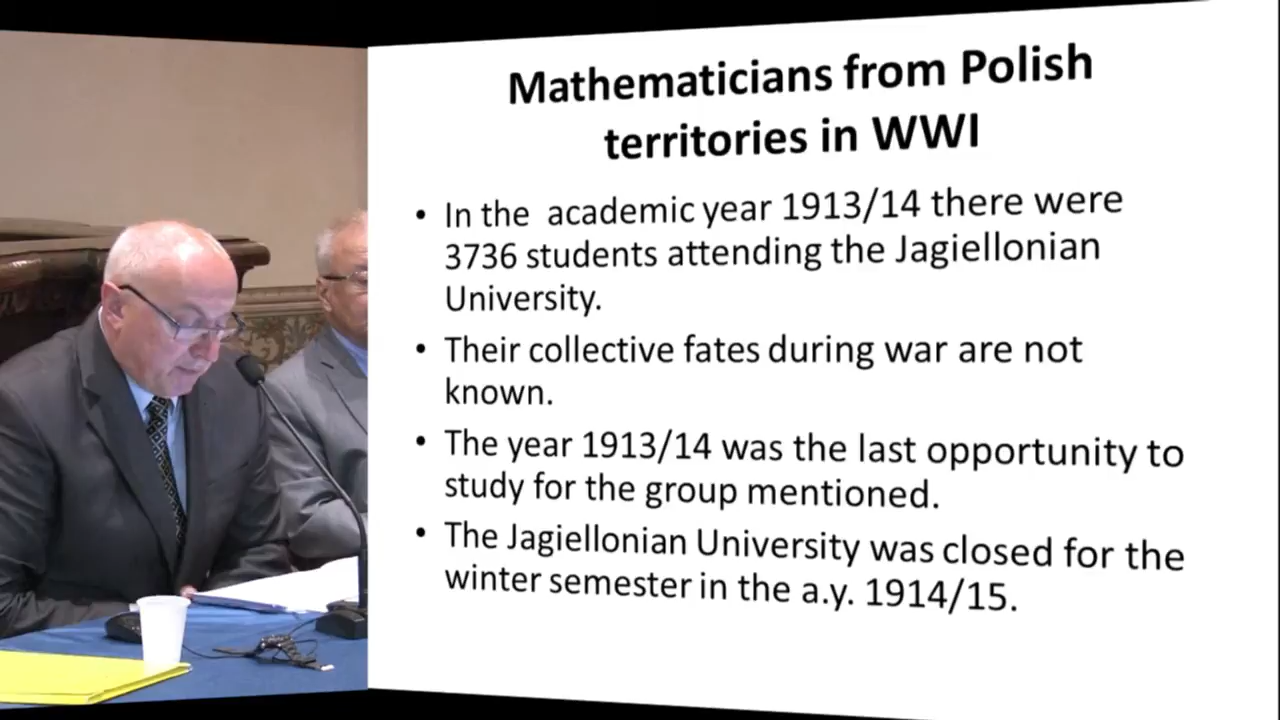 Mathematicians from Polish
territories in WWI
• In the academic year 1913/14 there were
3736 students attending the Jagiellonian
University.
• Their collective fates during war are not
known.
• The year 1913/14 was the last opportunity to
study for the group mentioned.
• The Jagiellonian University was closed for the
winter semester in the a.y. 1914/15.